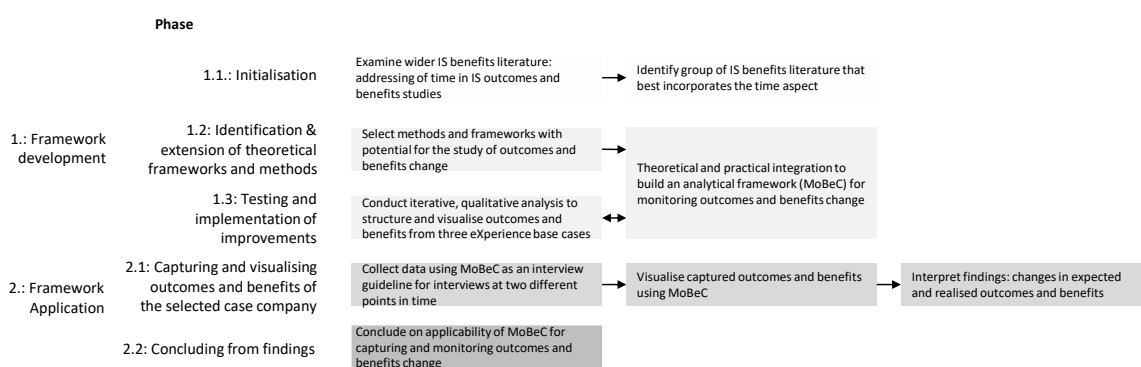 Phase
1.: Framework
development
1.1.: Initialisation
Examine wider IS benefits literature:
addressing of time in IS outcomes and
benefits studies
Identify group of IS benefits literature that
best incorporates the time aspect
1.2: Identification &
extension of theoretical
frameworks and methods
Select methods and frameworks with
potential for the study of outcomes and
benefits change
Theoretical and practical integration to
build an analytical framework (MoBeC) for
monitoring outcomes and benefits change
1.3: Testing and
implementation of
improvements
Conduct iterative, qualitative analysis to
structure and visualise outcomes and
benefits from three eXperience base cases
2.: Framework
Application
2.1: Capturing and visualising
outcomes and benefits of
the selected case company
Collect data using MoBeC as an interview
guideline for interviews at two different
points in time
Visualise captured outcomes and benefits
using MoBeC
Interpret findings: changes in expected
and realised outcomes and benefits
2.2: Concluding from findings
Conclude on applicability of MoBeC for
capturing and monitoring outcomes and
benefits change